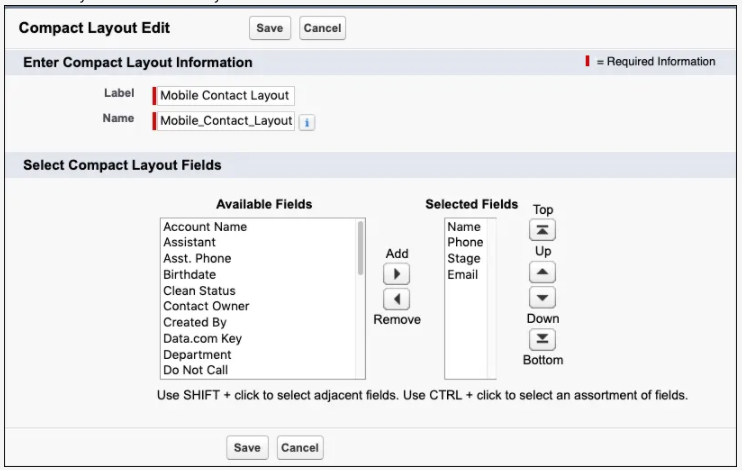 Compact Layout Edit Save Cancel
Enter Compact Layout Information = Required Information
Label Mobile Contact Layout
Name Mobile_Contact_Layout i
Select Compact Layout Fields
Available Fields
Account Name
Assistant
Asst. Phone
Birthdate
Clean Status
Contact Owner
Created By
Data.com Key
Department
Do Not Call
Add
Remove
Selected Fields
Name
Phone
Stage
Email
Top
Up
Down
Bottom
Use SHIFT + click to select adjacent fields. Use CTRL + click to select an assortment of fields.
Save Cancel